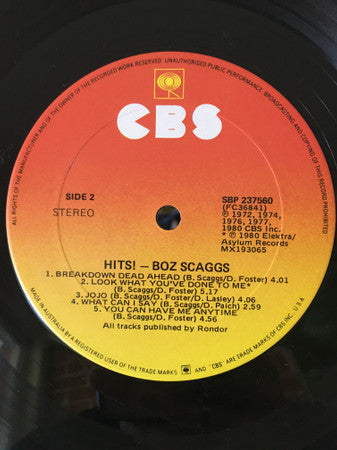 ALL RIGHTS OF THE MANUFACTURER AND OF THE OWNER OF THE RECORDED WORK RESERVED UNAUTHORISED PUBLIC PERFORMANCE, BROADCASTING AND COPYING OF THIS RECORD PROHIBITED
CBS
SIDE 2
STEREO
SBP 237560
(FC36841)
℗ 1972, 1974,
1976, 1977,
1980 CBS Inc.
* ℗ 1980 Elektra/
Asylum Records
MX193065
HITS! – BOZ SCAGGS
1. BREAKDOWN DEAD AHEAD (B. Scaggs/D. Foster) 4.01
2. LOOK WHAT YOU'VE DONE TO ME*
(B. Scaggs/D. Foster) 5.17
3. JOJO (B. Scaggs/D. Foster/D. Lasley) 4.06
4. WHAT CAN I SAY (B. Scaggs/D. Paich) 2.59
5. YOU CAN HAVE ME ANYTIME
(B. Scaggs/D. Foster) 4.56
All tracks published by Rondor
MADE IN AUSTRALIA BY A REGISTERED USER OF THE TRADE MARKS AND "CBS" ARE TRADE MARKS OF CBS INC. U S A